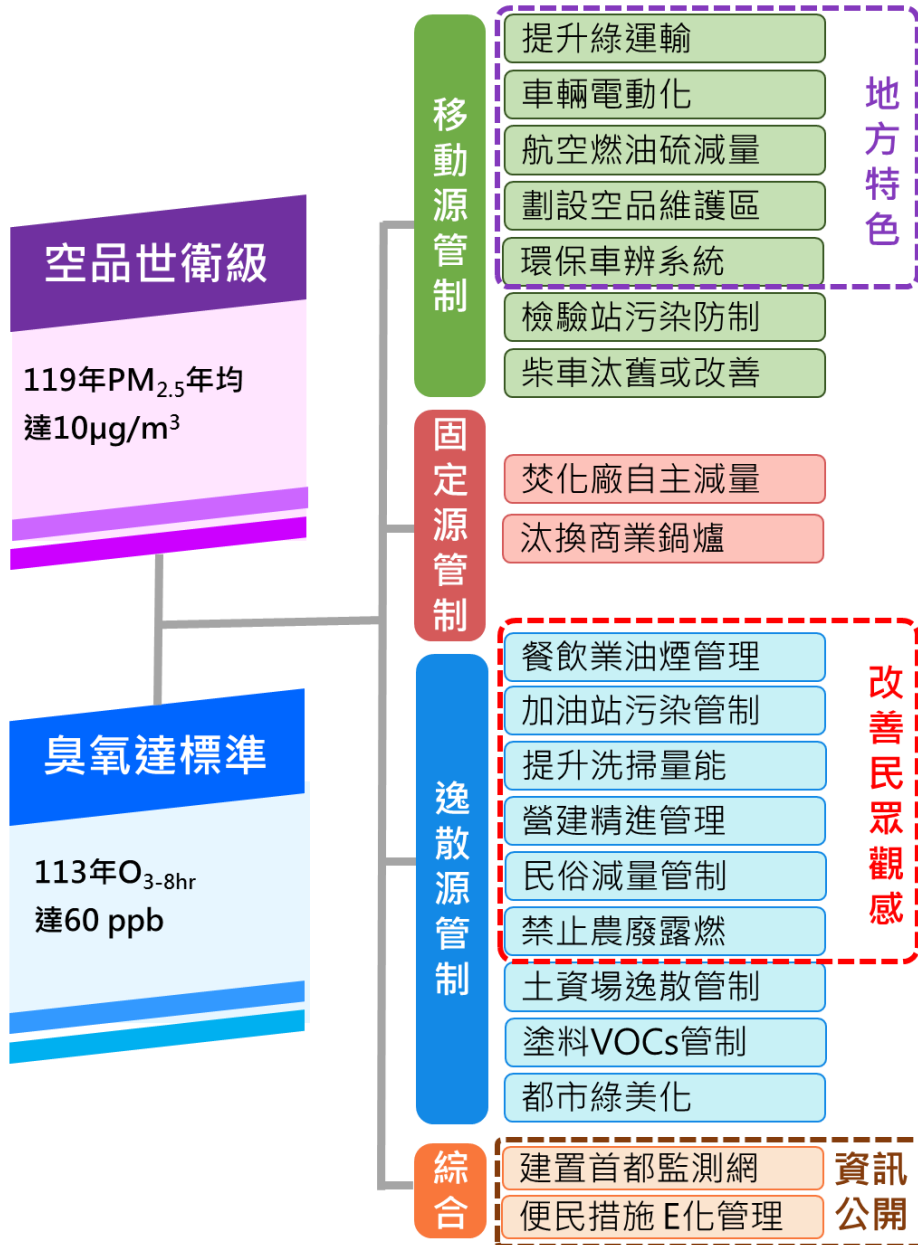 空品世衛級
119年PM2.5年均
達10μg/m³
臭氧達標準
113年O3-8hr
達60 ppb
移動源管制
提升綠運輸
車輛電動化
航空燃油硫減量
劃設空品維護區
環保車辨系統
檢驗站污染防制
柴車汰舊或改善
地方特色
固定源管制
焚化廠自主減量
汰換商業鍋爐
逸散源管制
餐飲業油煙管理
加油站污染管制
提升洗掃量能
營建精進管理
民俗減量管制
禁止農廢露燃
土資場逸散管制
塗料VOCs管制
都市綠美化
改善民眾觀感
綜合
建置首都監測網
便民措施 E化管理
資訊
公開